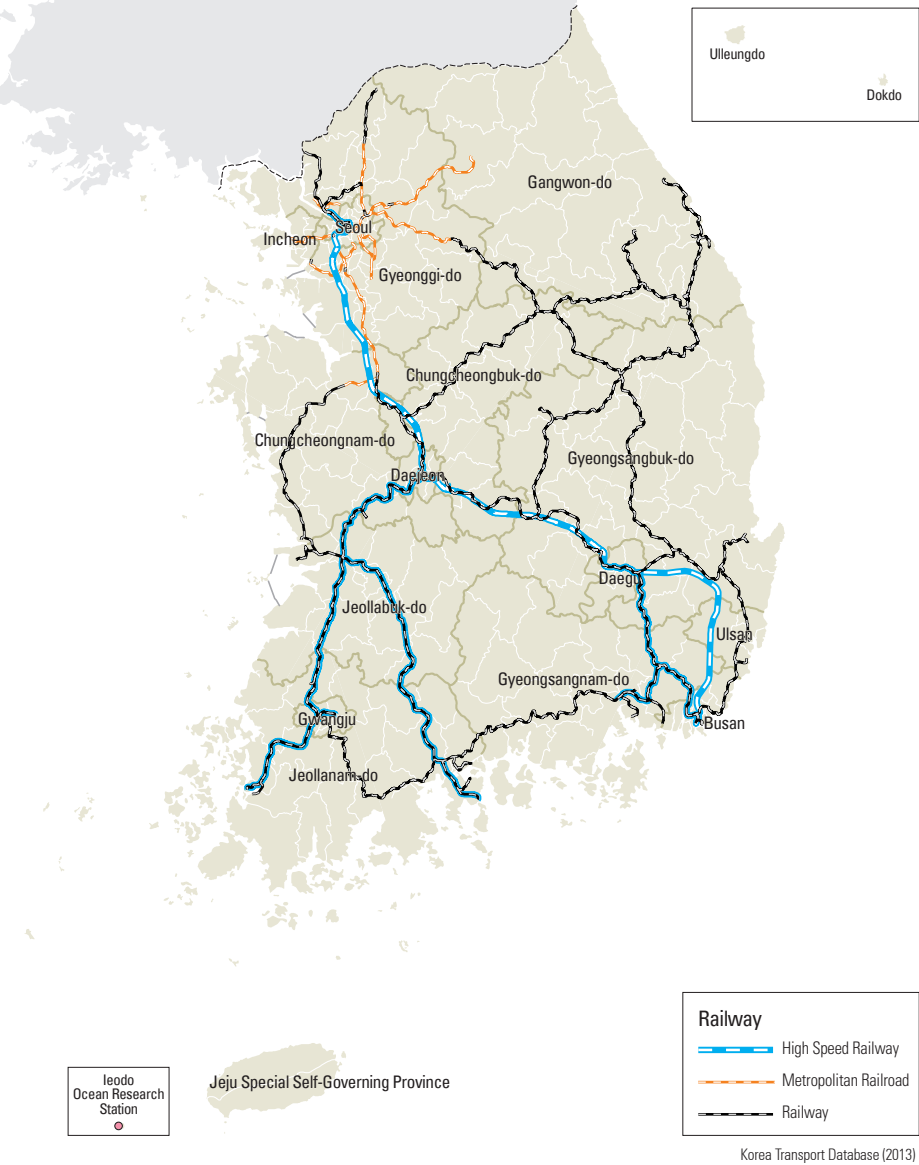 Ulleungdo
Dokdo
Gangwon-do
Seoul
Incheon
Gyeonggi-do
Chungcheongbuk-do
Chungcheongnam-do
Gyeongsangbuk-do
Daejeon
Daegu
Jeollabuk-do
Ulsan
Gyeongsangnam-do
Gwangju
Busan
Jeollanam-do
Jeju Special Self-Governing Province
Ieodo
Ocean Research
Station
Railway
High Speed Railway
Metropolitan Railroad
Railway
Korea Transport Database (2013)